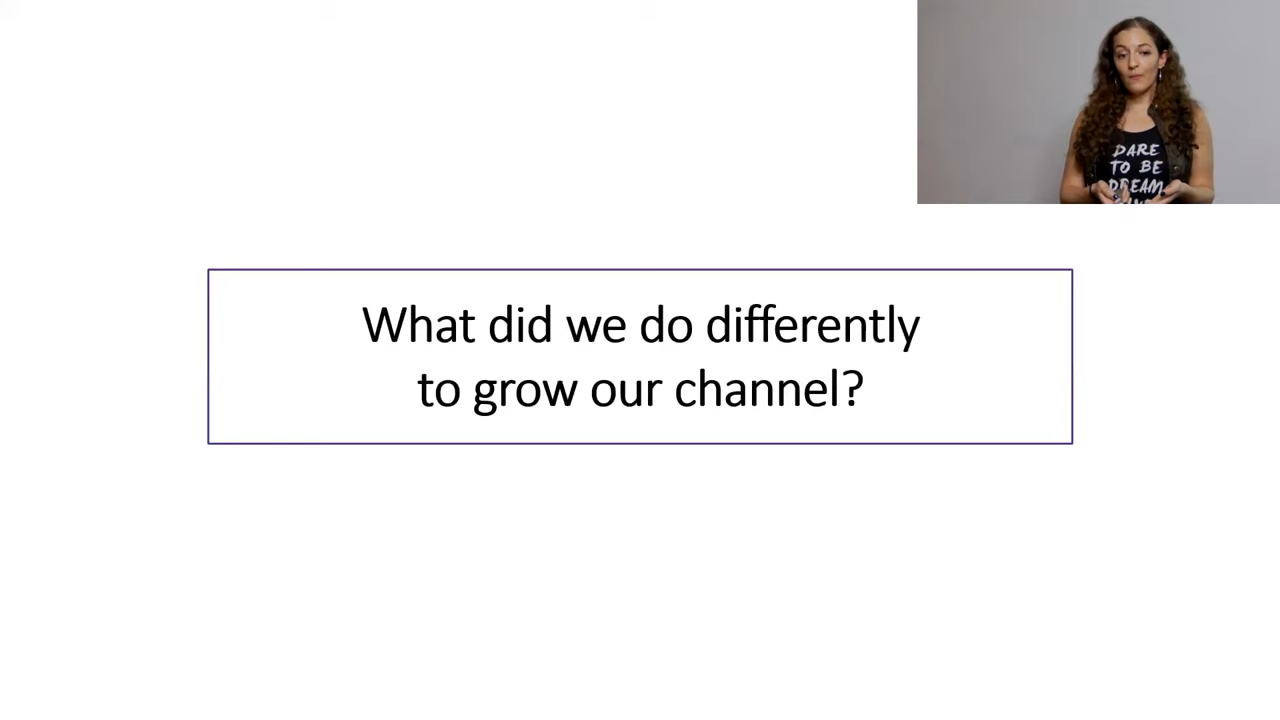 DARE
TO BE
DREAM
What did we do differently
to grow our channel?